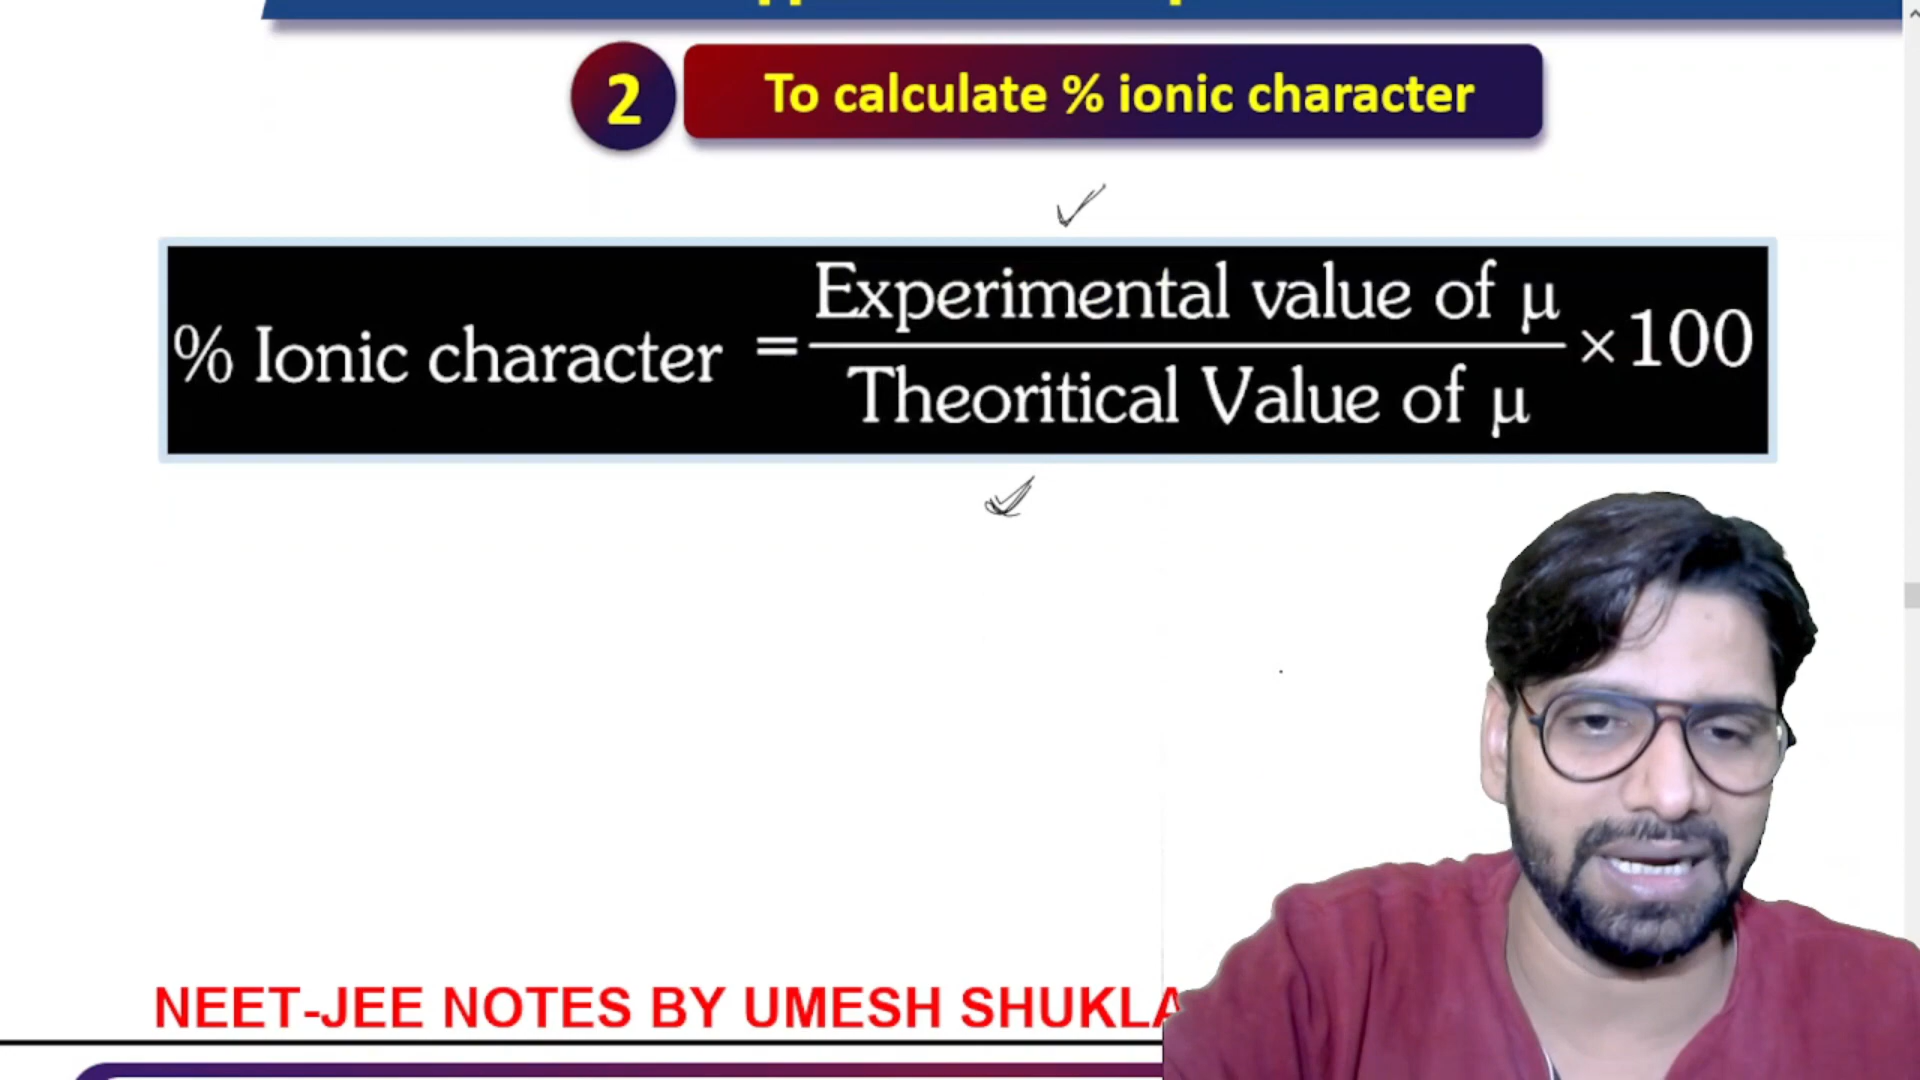 2
To calculate % ionic character
% Ionic character = Experimental value of μ / Theoritical Value of μ × 100
NEET-JEE NOTES BY UMESH SHUKLA